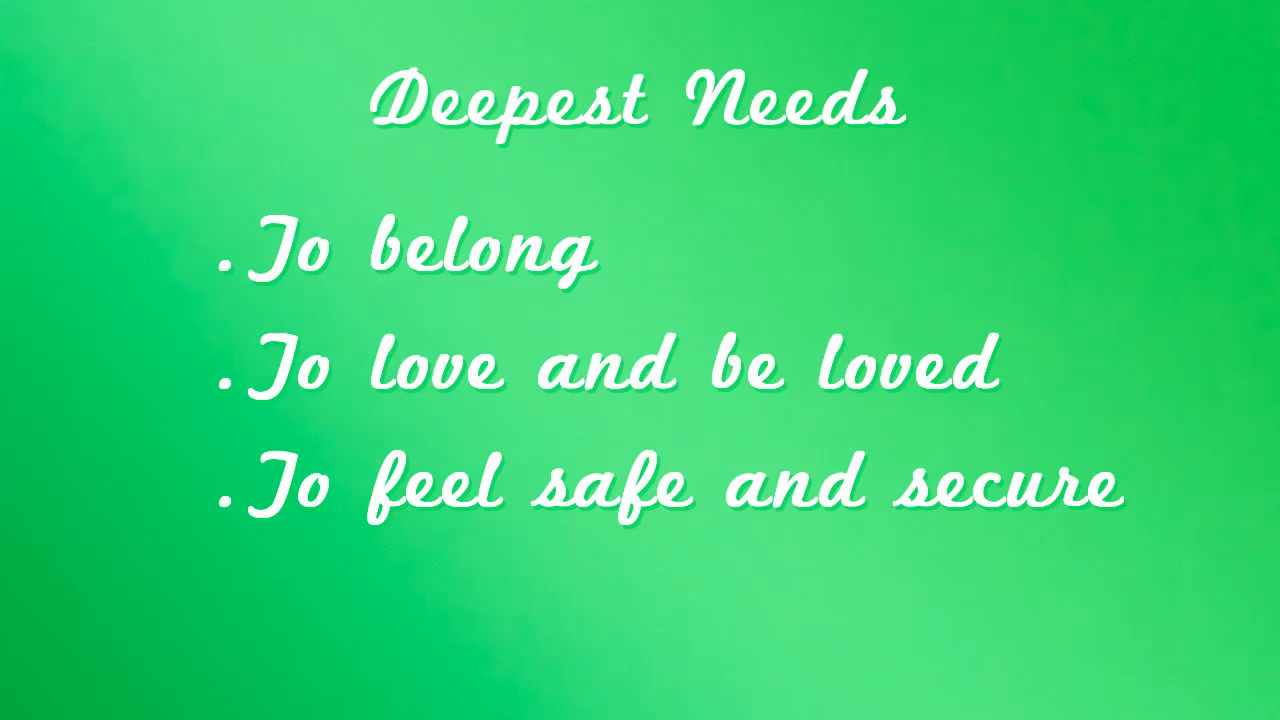 Deepest Needs
. To belong
. To love and be loved
. To feel safe and secure